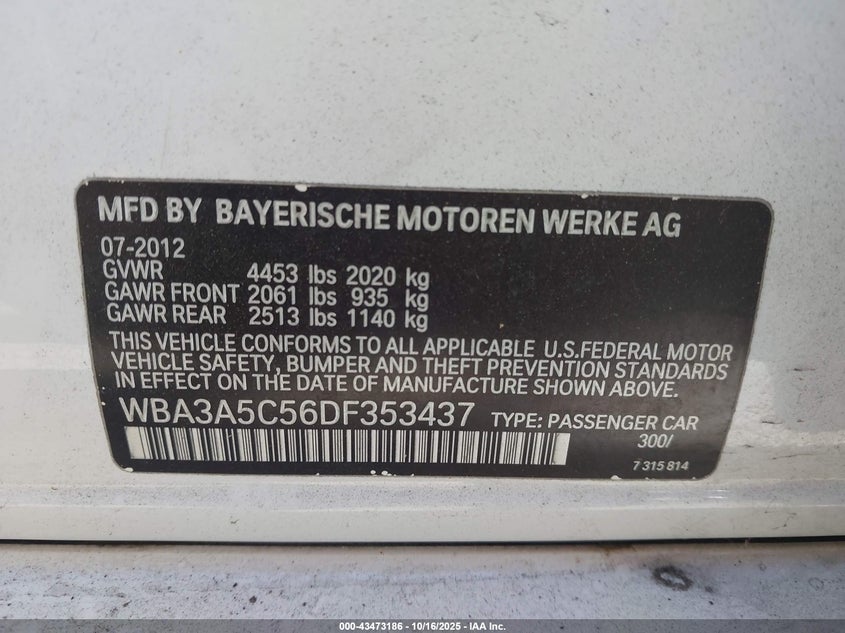 MFD BY BAYERISCHE MOTOREN WERKE AG
07-2012
GVWR 4453 lbs 2020 kg
GAWR FRONT 2061 lbs 935 kg
GAWR REAR 2513 lbs 1140 kg
THIS VEHICLE CONFORMS TO ALL APPLICABLE U.S.FEDERAL MOTOR
VEHICLE SAFETY, BUMPER AND THEFT PREVENTION STANDARDS
IN EFFECT ON THE DATE OF MANUFACTURE SHOWN ABOVE.
WBA3A5C56DF353437 TYPE: PASSENGER CAR
300/
7 315 814
000-43473186 - 10/16/2025 - IAA Inc.